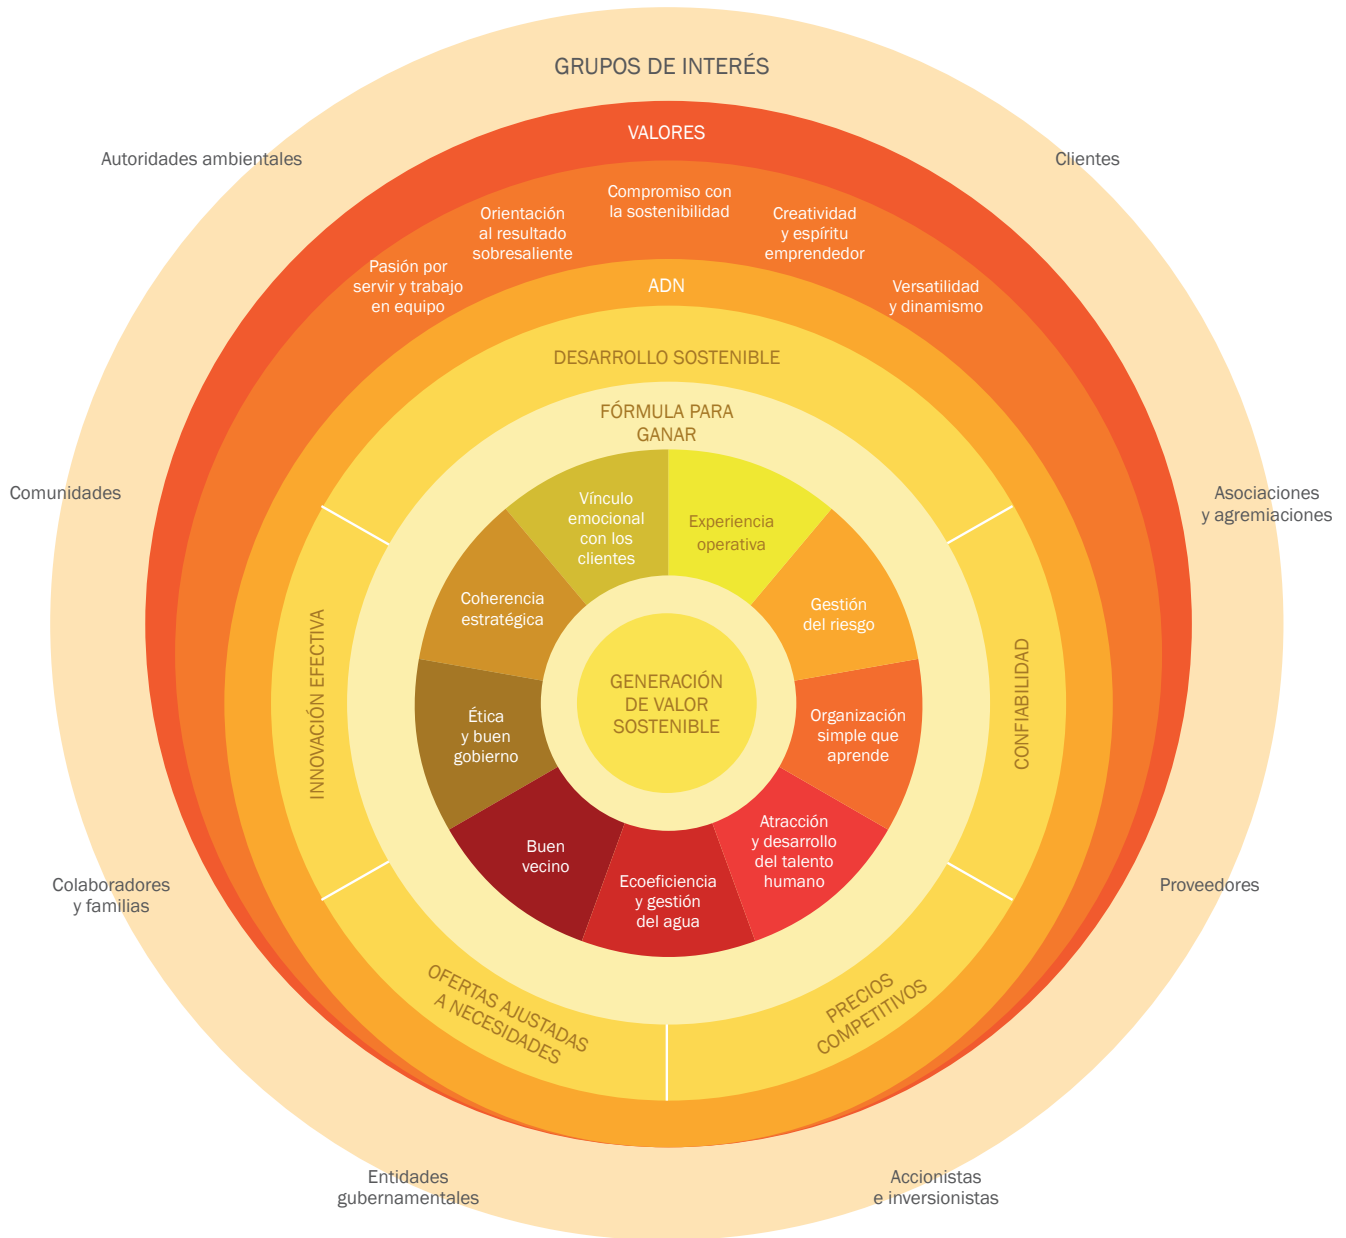 GRUPOS DE INTERÉS
VALORES
Autoridades ambientales
Clientes
Compromiso con
la sostenibilidad
Orientación
al resultado
sobresaliente
Creatividad
y espíritu
emprendedor
Pasión por
servir y trabajo
en equipo
Versatilidad
y dinamismo
ADN
DESARROLLO SOSTENIBLE
FÓRMULA PARA
GANAR
Comunidades
Asociaciones
y agremiaciones
Vínculo
emocional
con los
clientes
Experiencia
operativa
Coherencia
estratégica
Gestión
del riesgo
INNOVACIÓN EFECTIVA
CONFIABILIDAD
GENERACIÓN
DE VALOR
SOSTENIBLE
Ética
y buen
gobierno
Organización
simple que
aprende
Buen
vecino
Atracción
y desarrollo
del talento
humano
Ecoeficiencia
y gestión
del agua
Colaboradores
y familias
Proveedores
OFERTAS AJUSTADAS
A NECESIDADES
PRECIOS
COMPETITIVOS
Entidades
gubernamentales
Accionistas
e inversionistas